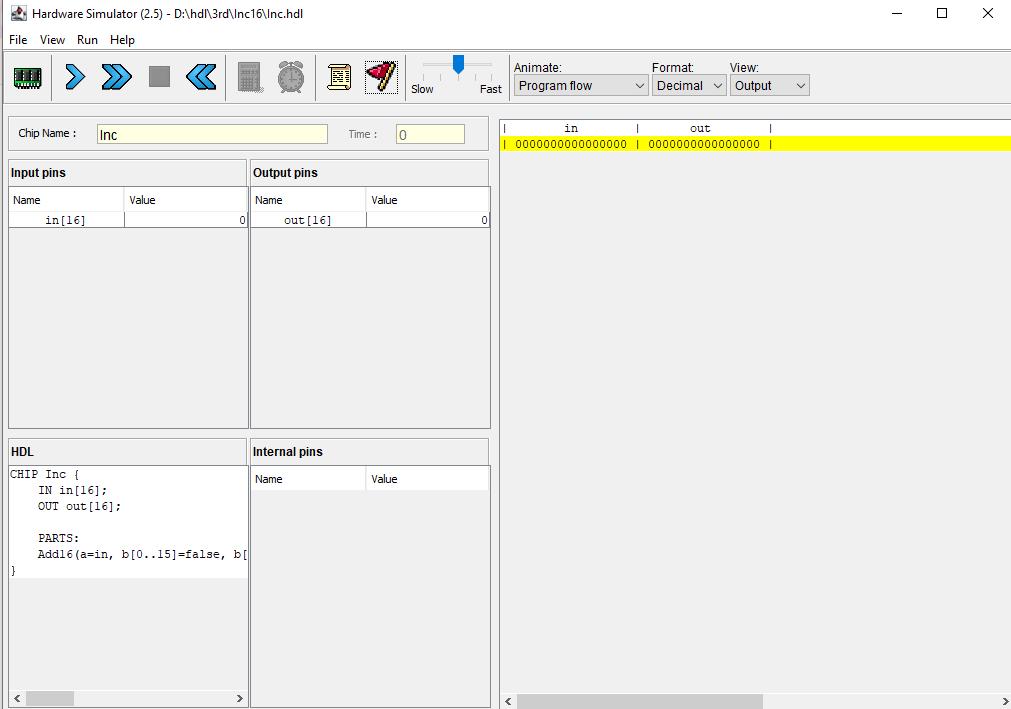 Hardware Simulator (2.5) - D:\hdl\3rd\Inc16\Inc.hdl
File View Run Help
Slow Fast
Animate: Format: View:
Program flow Decimal Output
Chip Name : Inc Time : 0
| in | out |
| 0000000000000000 | 0000000000000000 |
Input pins Output pins
Name Value Name Value
in[16] 0 out[16] 0
HDL Internal pins
Name Value
CHIP Inc {
IN in[16];
OUT out[16];
PARTS:
Add16(a=in, b[0..15]=false, b[
}